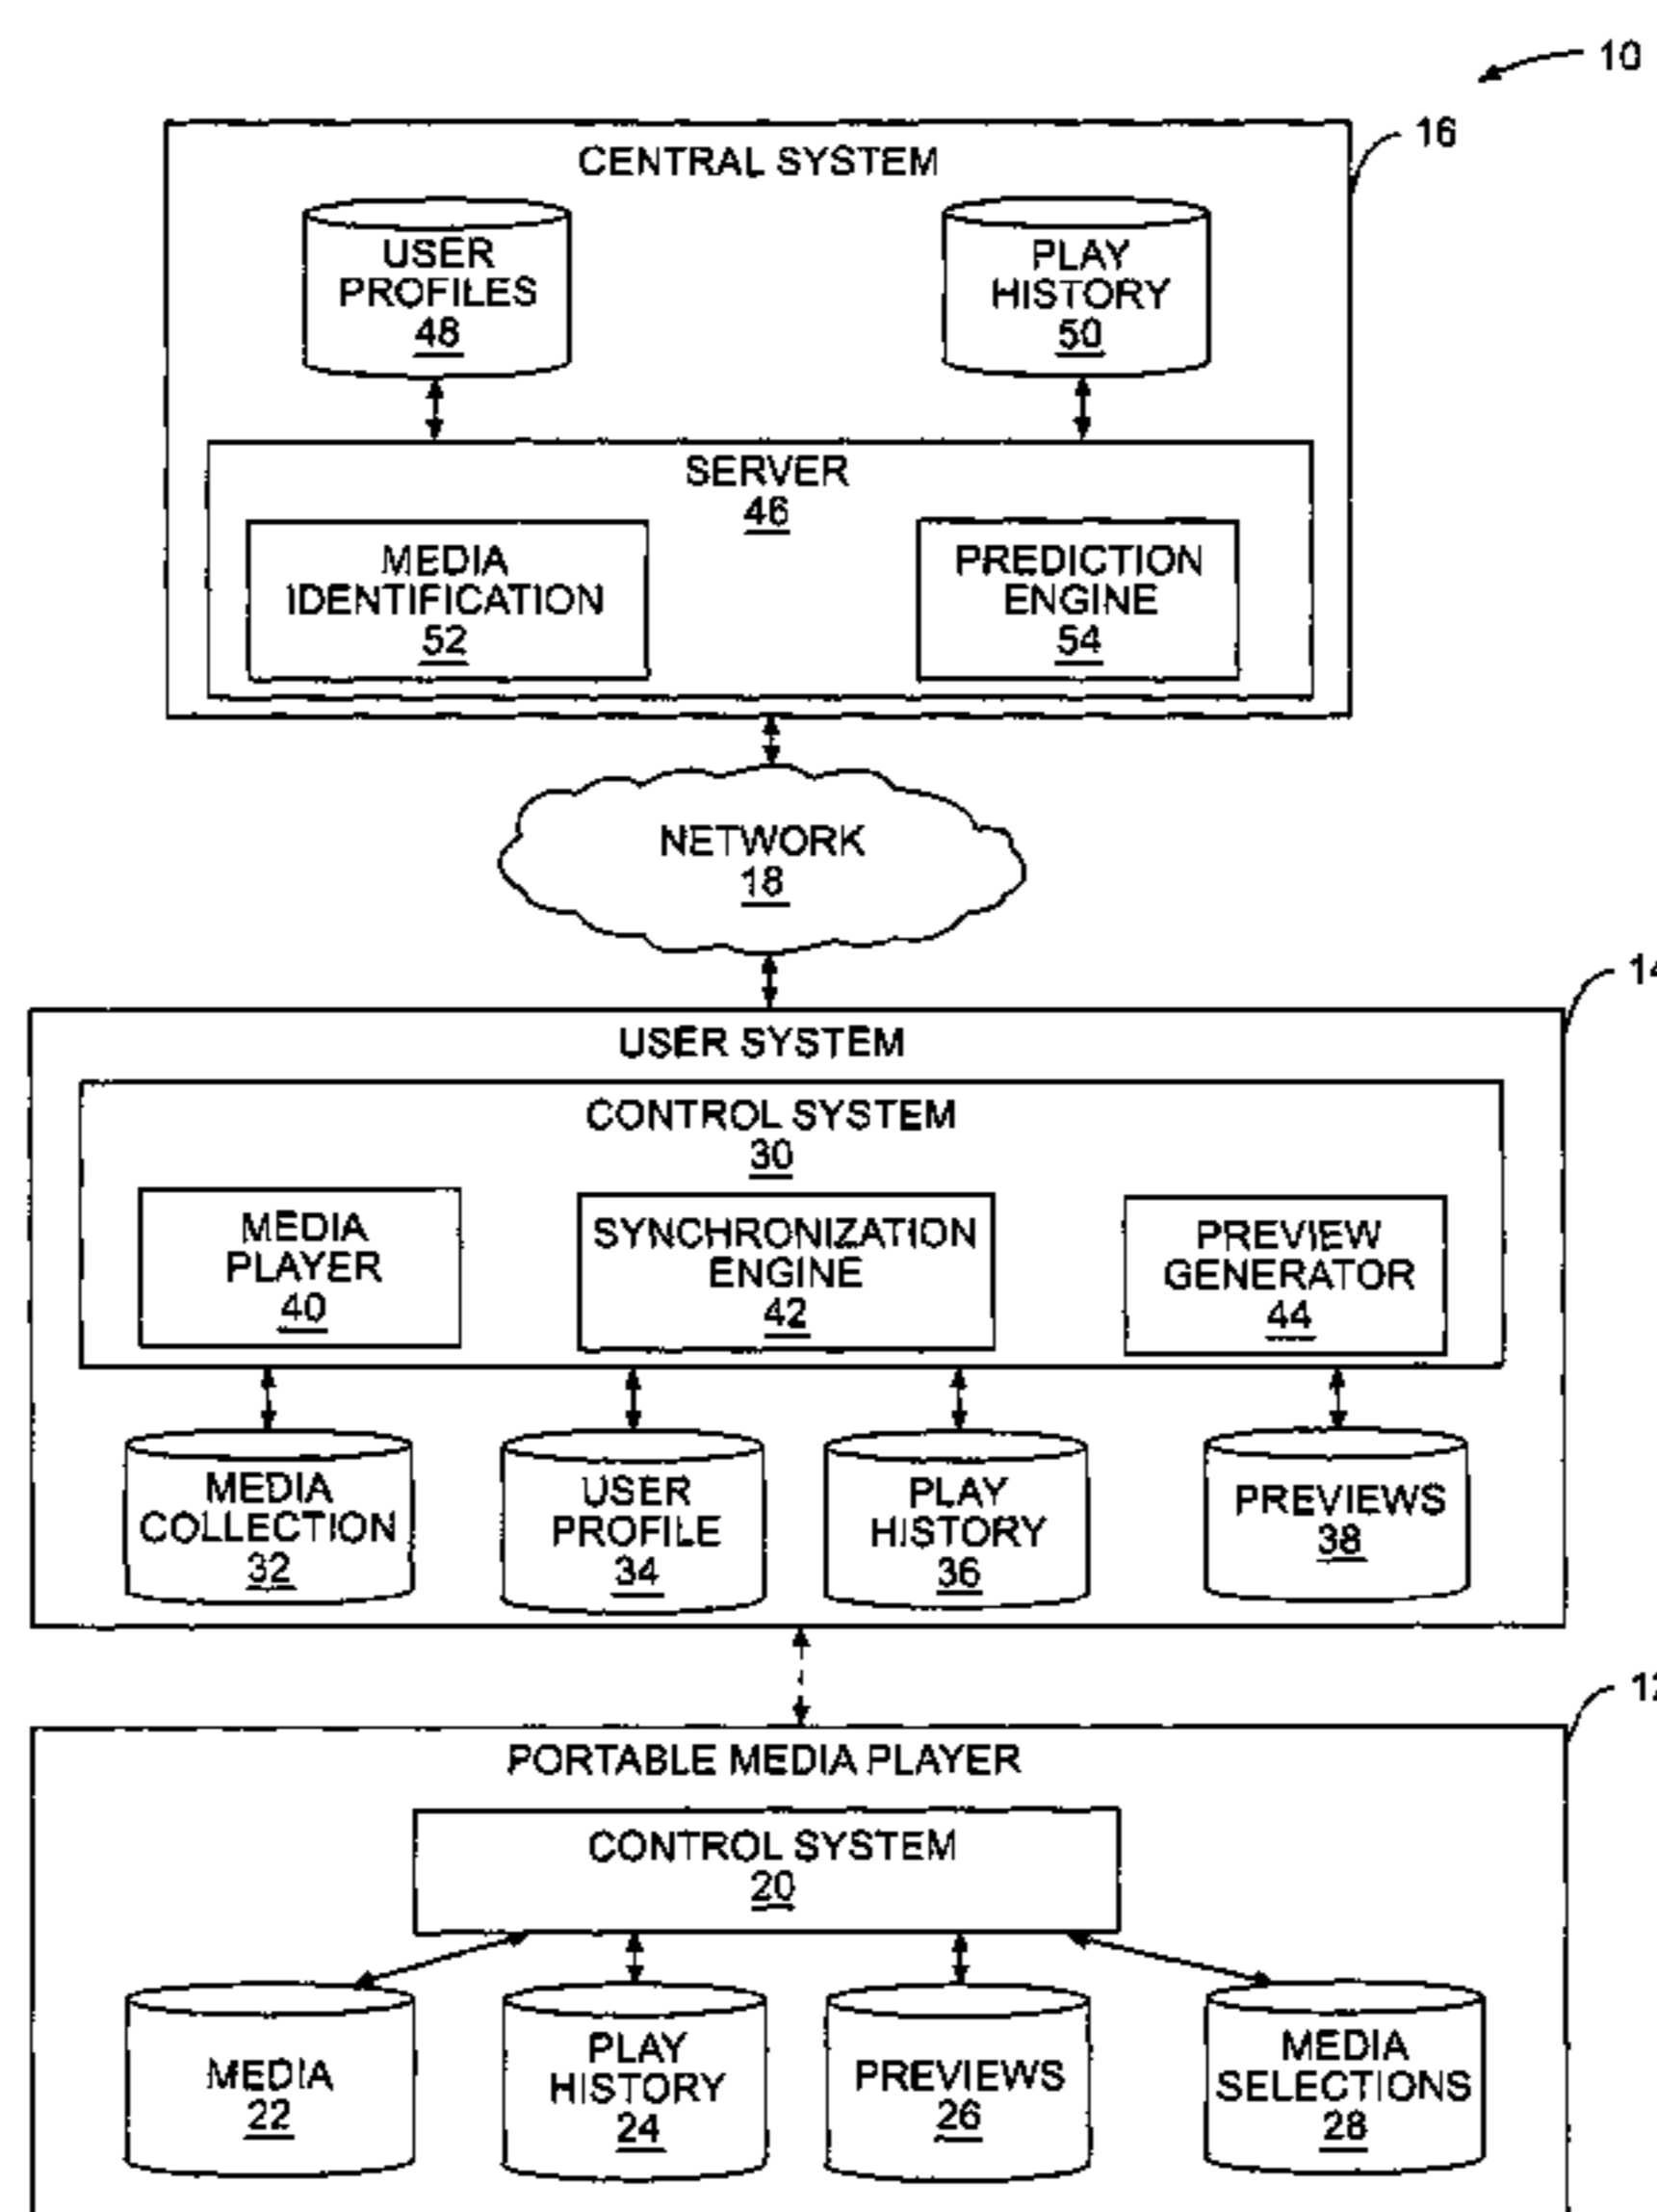 10
16
CENTRAL SYSTEM
USER
PROFILES
48
PLAY
HISTORY
50
SERVER
46
MEDIA
IDENTIFICATION
52
PREDICTION
ENGINE
54
NETWORK
18
14
USER SYSTEM
CONTROL SYSTEM
30
MEDIA
PLAYER
40
SYNCHRONIZATION
ENGINE
42
PREVIEW
GENERATOR
44
MEDIA
COLLECTION
32
USER
PROFILE
34
PLAY
HISTORY
36
PREVIEWS
38
12
PORTABLE MEDIA PLAYER
CONTROL SYSTEM
20
MEDIA
22
PLAY
HISTORY
24
PREVIEWS
26
MEDIA
SELECTIONS
28